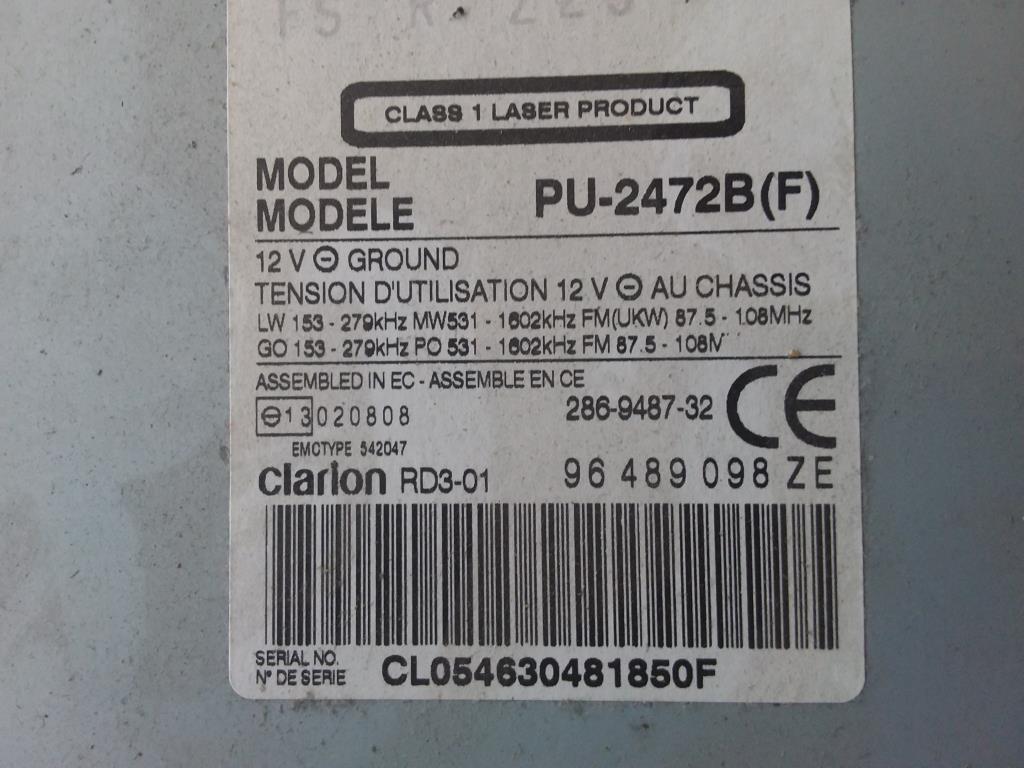 CLASS 1 LASER PRODUCT
MODEL
MODELE
PU-2472B(F)
12 V ⊖ GROUND
TENSION D'UTILISATION 12 V ⊖ AU CHASSIS
LW 153 - 279kHz MW531 - 1602kHz FM(UKW) 87.5 - 108MHz
GO 153 - 279kHz PO 531 - 1602kHz FM 87.5 - 108M
ASSEMBLED IN EC - ASSEMBLE EN CE
⊖13 020808
286-9487-32
CE
EMCTYPE 542047
clarion RD3-01
96 489 098 ZE
SERIAL NO.
N° DE SERIE
CL054630481850F